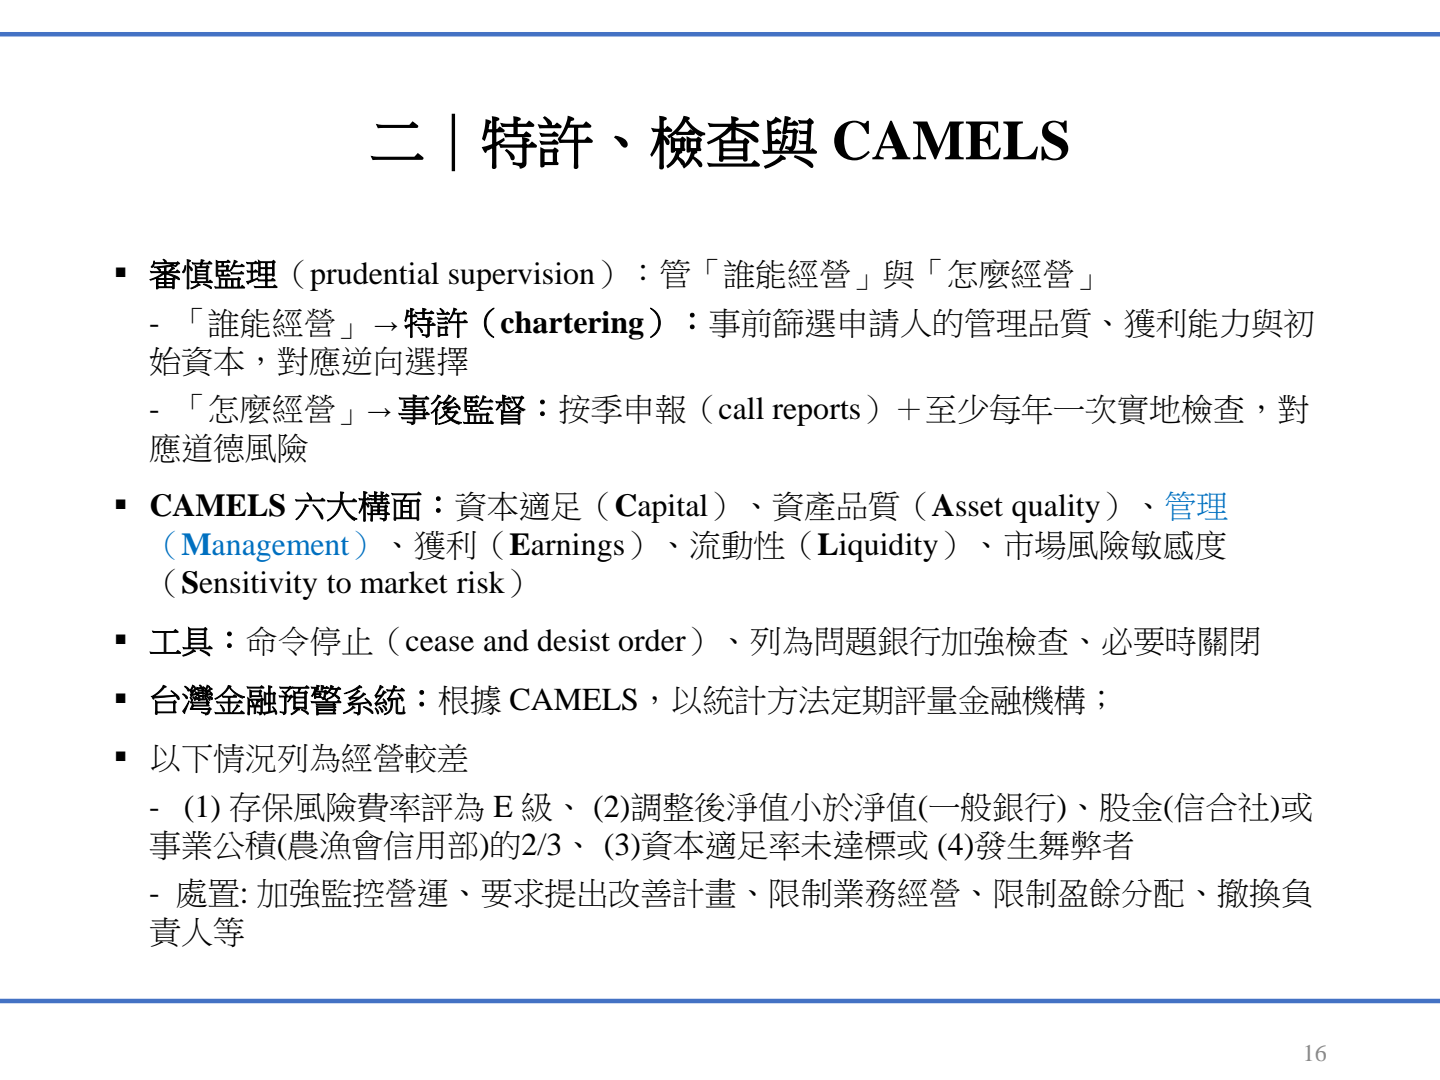 二｜特許、檢查與 CAMELS
▪ 審慎監理（prudential supervision）：管「誰能經營」與「怎麼經營」
- 「誰能經營」→特許（chartering）：事前篩選申請人的管理品質、獲利能力與初
始資本，對應逆向選擇
- 「怎麼經營」→事後監督：按季申報（call reports）＋至少每年一次實地檢查，對
應道德風險
▪ CAMELS 六大構面：資本適足（Capital）、資產品質（Asset quality）、管理
（Management）、獲利（Earnings）、流動性（Liquidity）、市場風險敏感度
（Sensitivity to market risk）
▪ 工具：命令停止（cease and desist order）、列為問題銀行加強檢查、必要時關閉
▪ 台灣金融預警系統：根據 CAMELS，以統計方法定期評量金融機構；
▪ 以下情況列為經營較差
- (1) 存保風險費率評為 E 級、 (2)調整後淨值小於淨值(一般銀行)、股金(信合社)或
事業公積(農漁會信用部)的2/3、 (3)資本適足率未達標或 (4)發生舞弊者
- 處置: 加強監控營運、要求提出改善計畫、限制業務經營、限制盈餘分配、撤換負
責人等
16